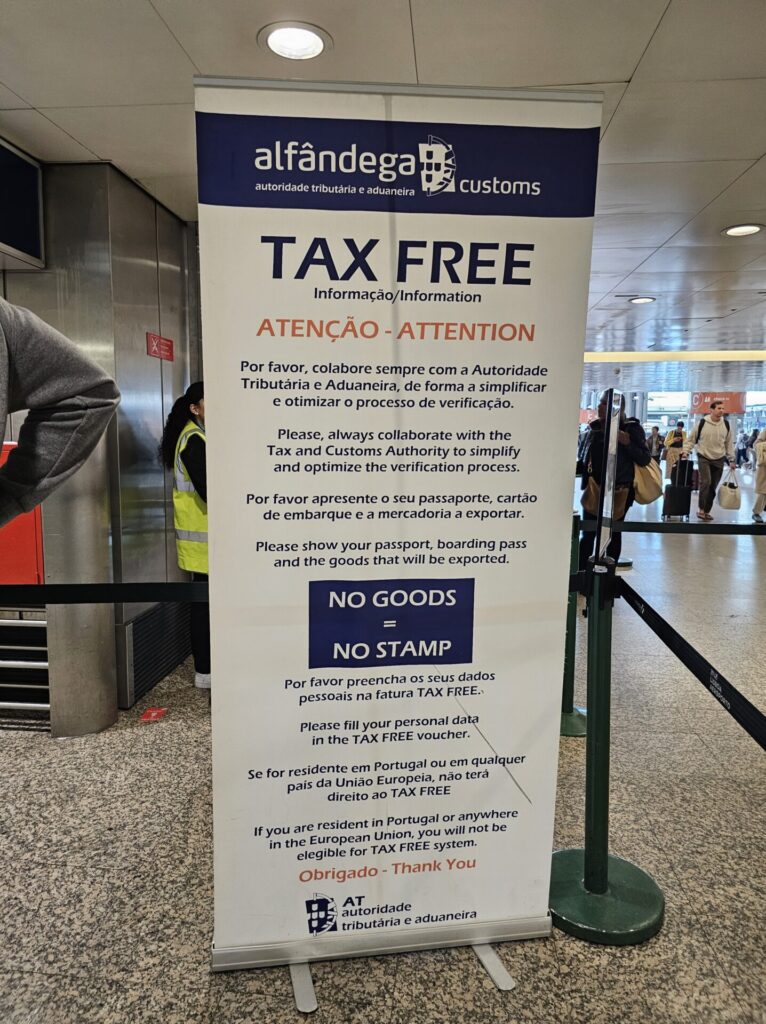 alfândega
autoridade tributária e aduaneira
customs
TAX FREE
Informação/Information
ATENÇÃO - ATTENTION
Por favor, colabore sempre com a Autoridade
Tributária e Aduaneira, de forma a simplificar
e otimizar o processo de verificação.
Please, always collaborate with the
Tax and Customs Authority to simplify
and optimize the verification process.
Por favor apresente o seu passaporte, cartão
de embarque e a mercadoria a exportar.
Please show your passport, boarding pass
and the goods that will be exported.
NO GOODS
=
NO STAMP
Por favor preencha os seus dados
pessoais na fatura TAX FREE.
Please fill your personal data
in the TAX FREE voucher.
Se for residente em Portugal ou em qualquer
país da União Europeia, não terá
direito ao TAX FREE
If you are resident in Portugal or anywhere
in the European Union, you will not be
elegible for TAX FREE system.
Obrigado - Thank You
AT
autoridade
tributária e aduaneira
C